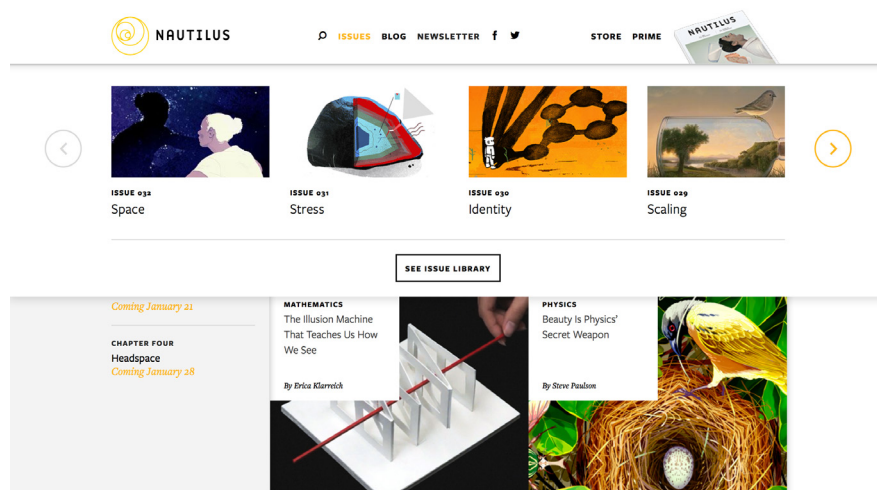 NAUTILUS
ISSUES BLOG NEWSLETTER
STORE PRIME
NAUTILUS
ISSUE 032
Space
ISSUE 031
Stress
ISSUE 030
Identity
ISSUE 029
Scaling
SEE ISSUE LIBRARY
Coming January 21
CHAPTER FOUR
Headspace
Coming January 28
MATHEMATICS
The Illusion Machine
That Teaches Us How
We See
By Erica Klarreich
PHYSICS
Beauty Is Physics'
Secret Weapon
By Steve Paulson